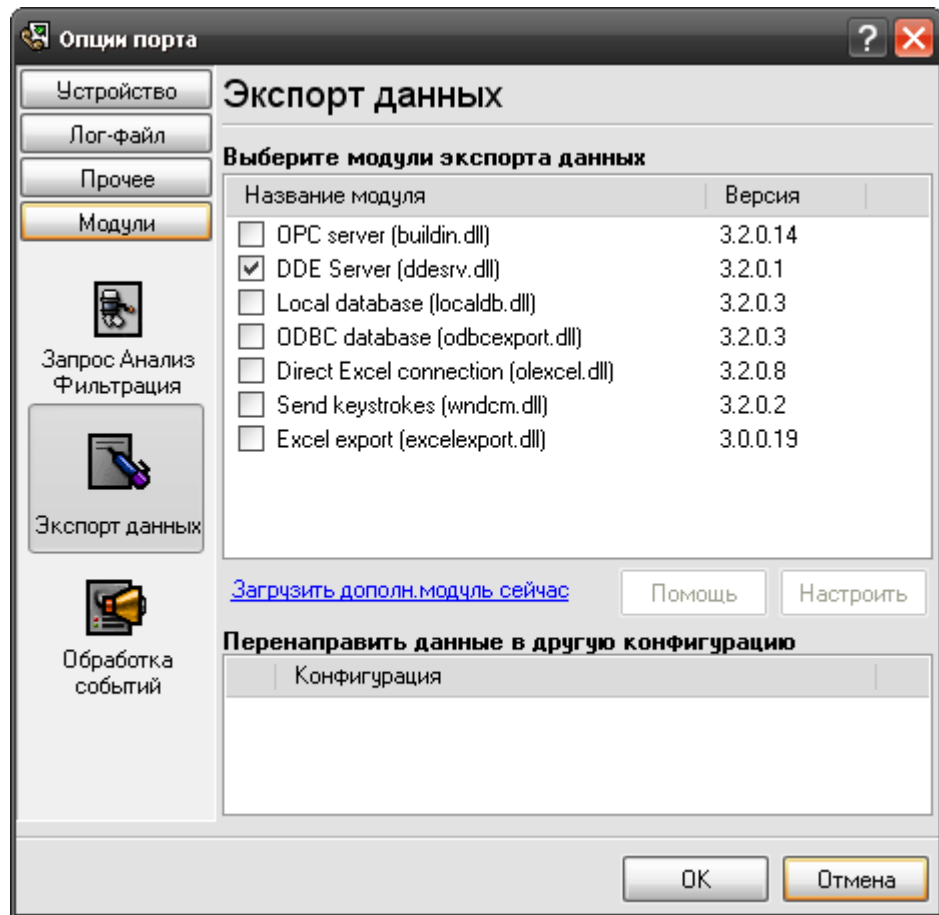 Опции порта
?
Устройство
Лог-файл
Прочее
Модули
Запрос Анализ
Фильтрация
Экспорт данных
Обработка
событий
Экспорт данных
Выберите модули экспорта данных
Название модуля Версия
OPC server (buildin.dll) 3.2.0.14
DDE Server (ddesrv.dll) 3.2.0.1
Local database (localdb.dll) 3.2.0.3
ODBC database (odbcexport.dll) 3.2.0.3
Direct Excel connection (olexcel.dll) 3.2.0.8
Send keystrokes (wndcm.dll) 3.2.0.2
Excel export (excelexport.dll) 3.0.0.19
Загрузить дополн.модуль сейчас Помощь Настроить
Перенаправить данные в другую конфигурацию
Конфигурация
OK Отмена